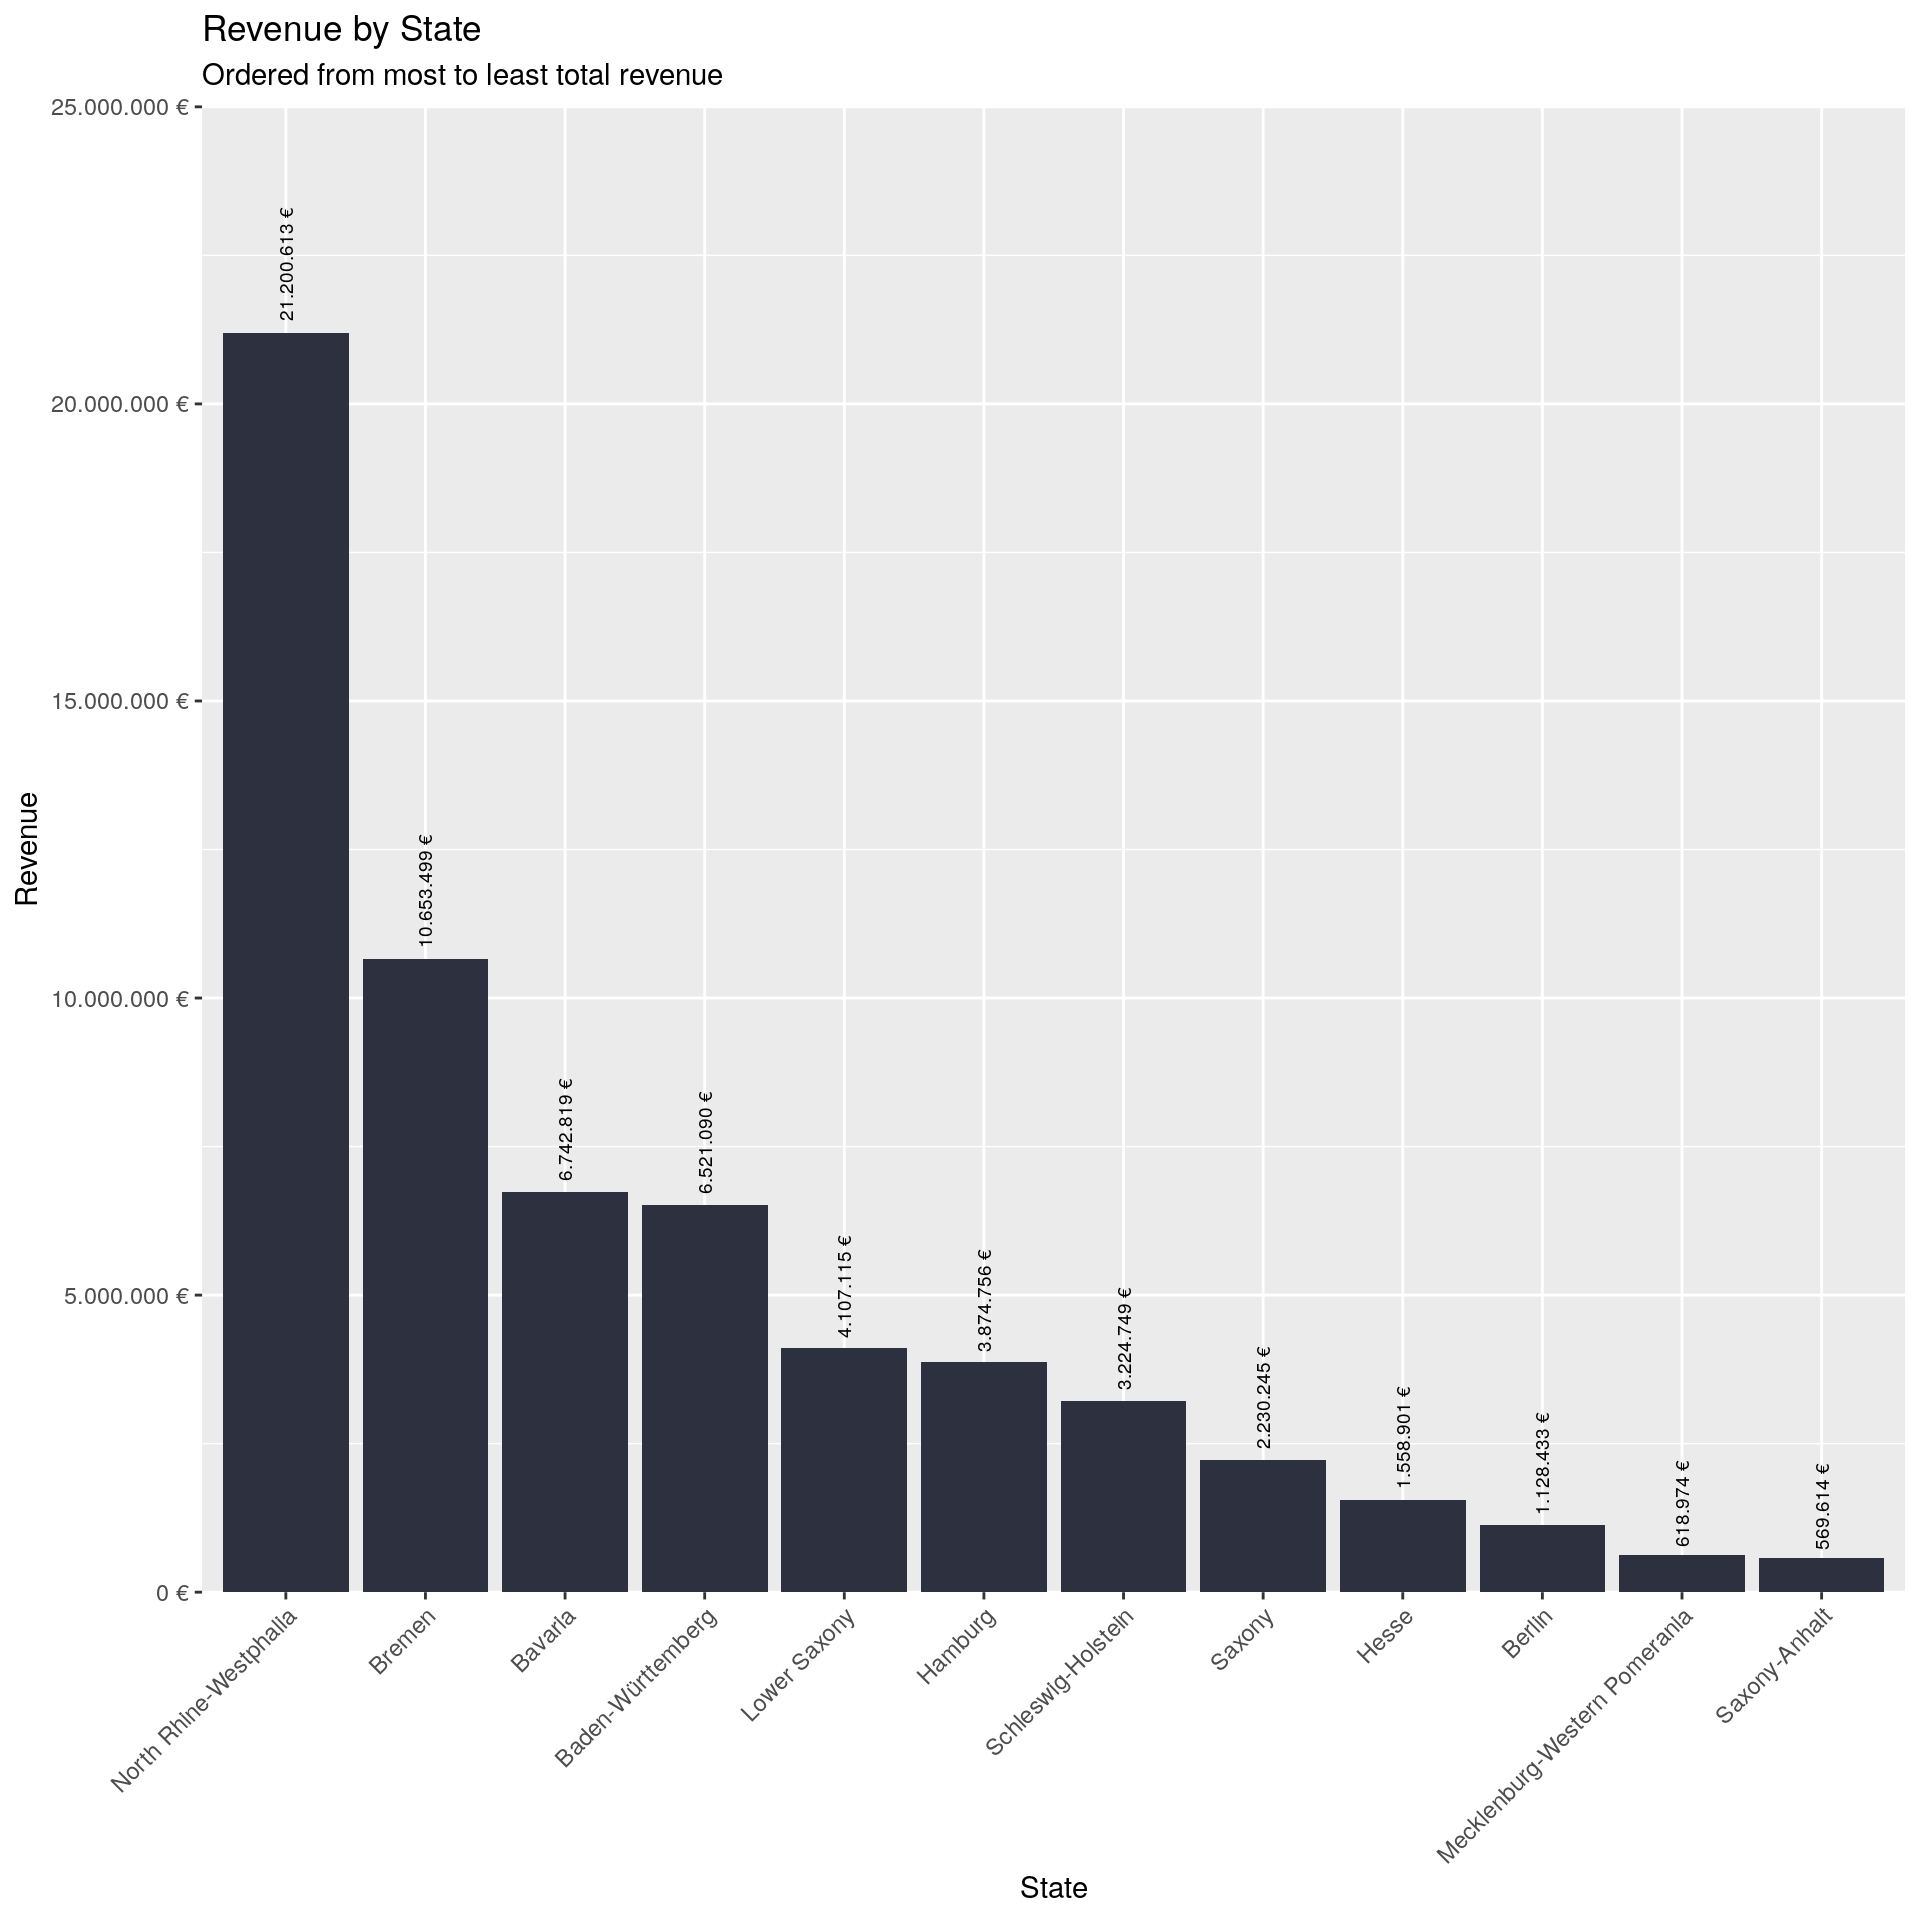 Revenue by State
Ordered from most to least total revenue
25.000.000 €
20.000.000 €
15.000.000 €
10.000.000 €
5.000.000 €
0 €
Revenue
21.200.613 €
10.653.499 €
6.742.819 €
6.521.090 €
4.107.115 €
3.874.756 €
3.224.749 €
2.230.245 €
1.558.901 €
1.128.433 €
618.974 €
569.614 €
North Rhine-Westphalia
Bremen
Bavaria
Baden-Württemberg
Lower Saxony
Hamburg
Schleswig-Holstein
Saxony
Hesse
Berlin
Mecklenburg-Western Pomerania
Saxony-Anhalt
State